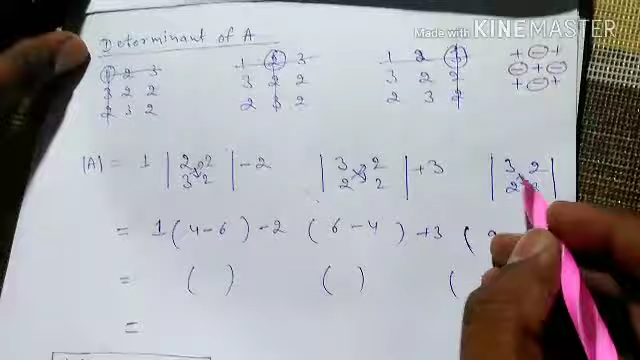 Made with KINEMASTER
Determinant of A
1 2 3 1 2 3 1 2 3 + - +
3 2 2 3 2 2 3 2 2 - + -
2 3 2 2 3 2 2 3 2 + - +
|A| = 1 | 2 2 | - 2 | 3 2 | + 3 | 3 2 |
3 2 2 2 2
= 1 ( 4 - 6 ) - 2 ( 6 - 4 ) + 3 (
= ( ) ( ) (
=